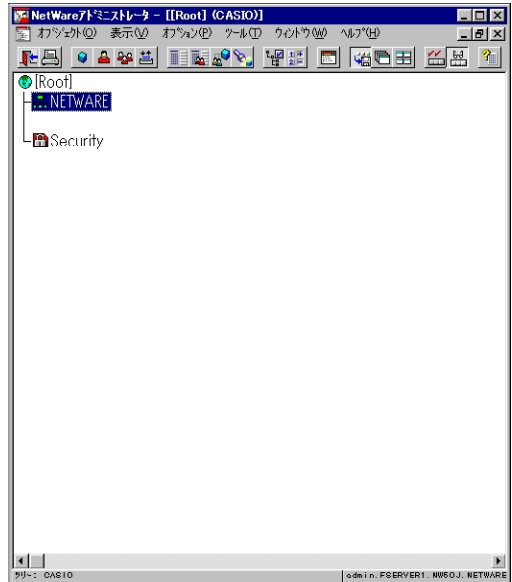 NetWareｱﾄﾞﾐﾆｽﾄﾚｰﾀ - [[Root] (CASIO)]
ｵﾌﾞｼﾞｪｸﾄ(O) 表示(V) ｵﾌﾟｼｮﾝ(P) ﾂｰﾙ(T) ｳｨﾝﾄﾞｳ(W) ﾍﾙﾌﾟ(H)
[Root]
NETWARE
Security
ﾂﾘｰ: CASIO admin.FSERVER1.NW5OJ.NETWARE